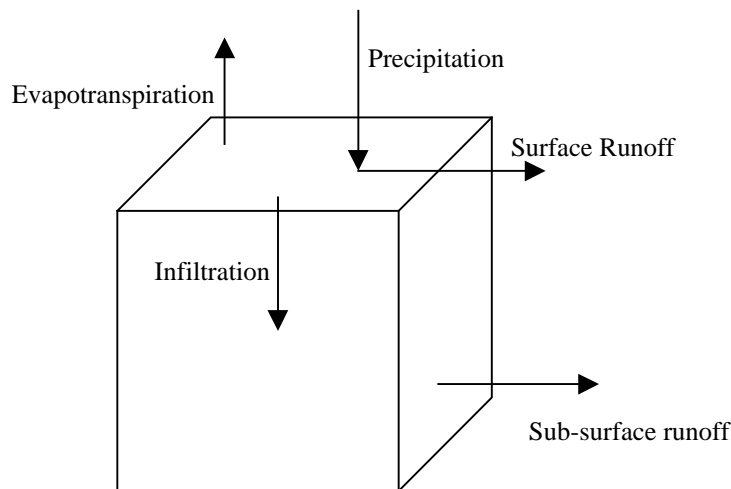 Precipitation
Evapotranspiration
Surface Runoff
Infiltration
Sub-surface runoff